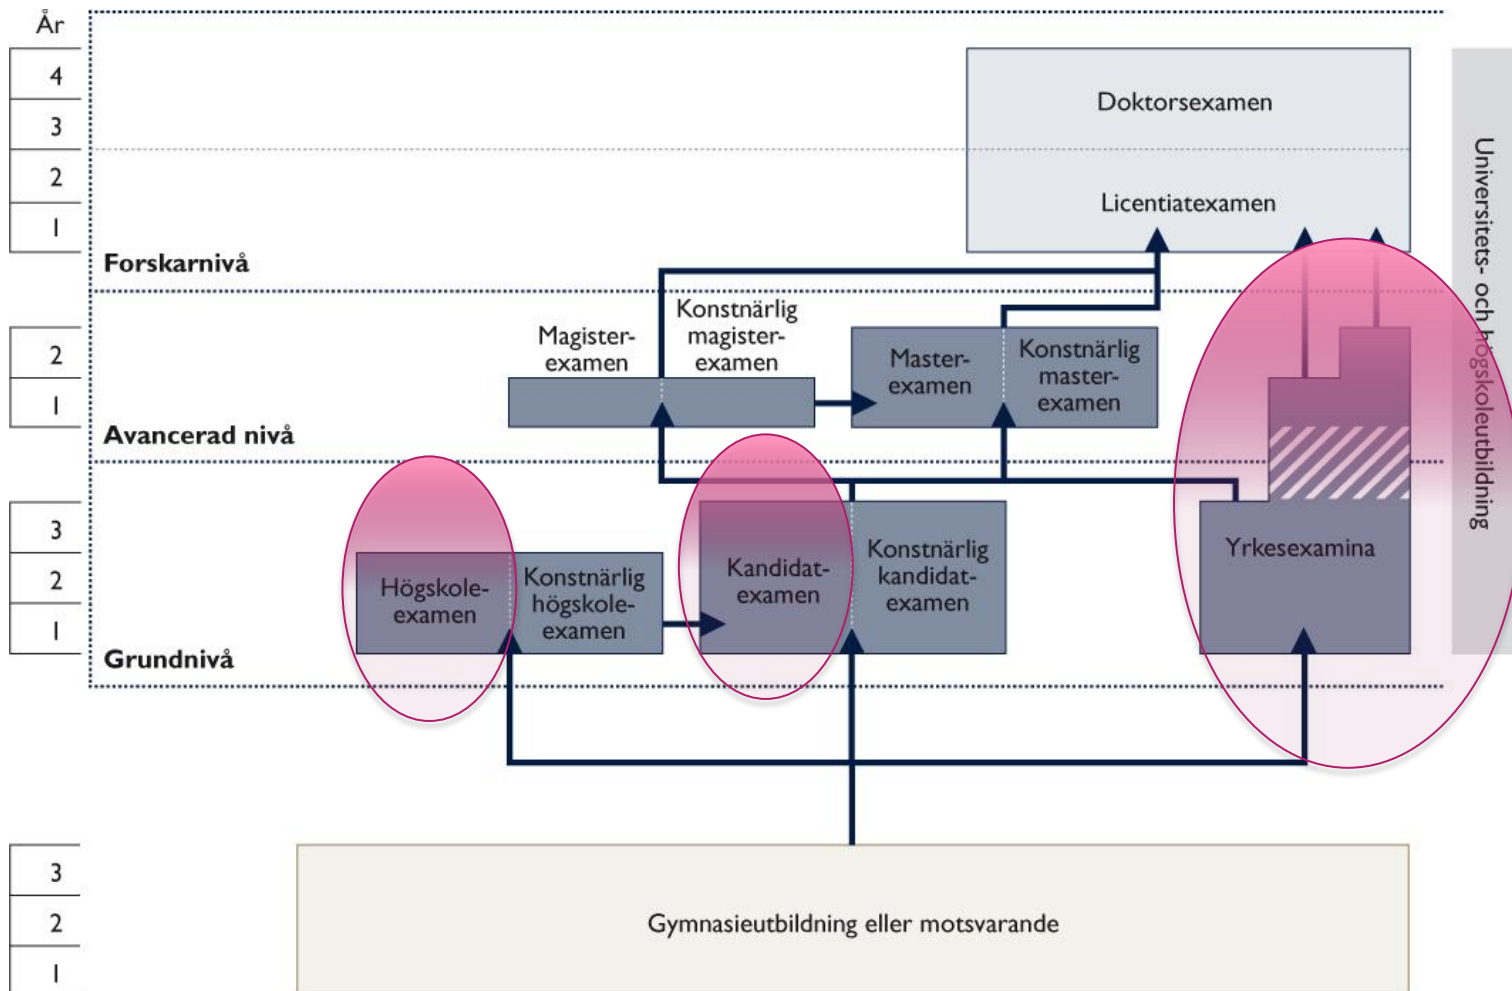 År
4
3
2
1
Doktorsexamen
Licentiatexamen
Forskarnivå
2
1
Magister-
examen
Konstnärlig
magister-
examen
Master-
examen
Konstnärlig
master-
examen
Avancerad nivå
3
2
1
Högskole-
examen
Konstnärlig
högskole-
examen
Kandidat-
examen
Konstnärlig
kandidat-
examen
Yrkesexamina
Grundnivå
3
2
1
Gymnasieutbildning eller motsvarande
Universitets- och högskoleutbildning